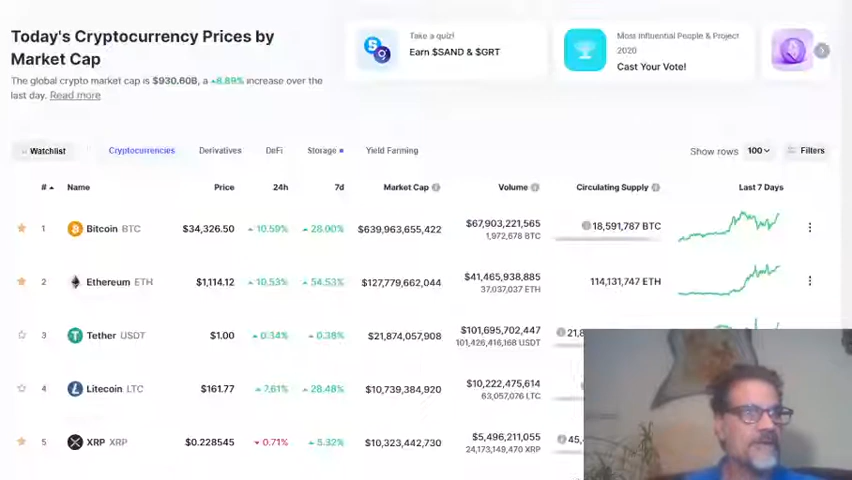 Today's Cryptocurrency Prices by
Market Cap
The global crypto market cap is $930.60B, a 8.89% increase over the
last day. Read more
Take a quiz!
Earn $SAND & $GRT
Most Influential People & Project
2020
Cast Your Vote!
Watchlist Cryptocurrencies Derivatives DeFi Storage Yield Farming Show rows 100 Filters
# Name Price 24h 7d Market Cap Volume Circulating Supply Last 7 Days
1 Bitcoin BTC $34,326.50 10.59% 28.00% $639,963,655,422 $67,903,221,565 18,591,787 BTC
1,972,678 BTC
2 Ethereum ETH $1,114.12 10.53% 54.53% $127,779,662,044 $41,465,938,885 114,131,747 ETH
37,037,037 ETH
3 Tether USDT $1.00 0.14% 0.38% $21,874,057,908 $101,695,702,447 21,8
101,426,416,168 USDT
4 Litecoin LTC $161.77 7.61% 28.48% $10,739,384,920 $10,222,475,614
63,057,076 LTC
5 XRP XRP $0.228545 0.71% 5.32% $10,323,442,730 $5,496,211,055 45,
24,173,149,470 XRP